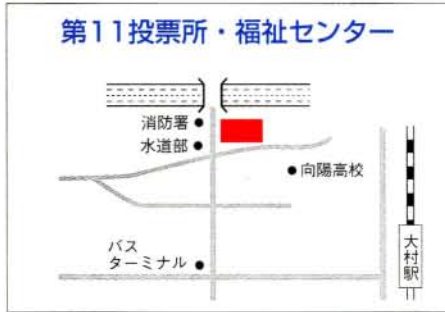 第11投票所・福祉センター
消防署
水道部
向陽高校
バス
ターミナル
大村駅